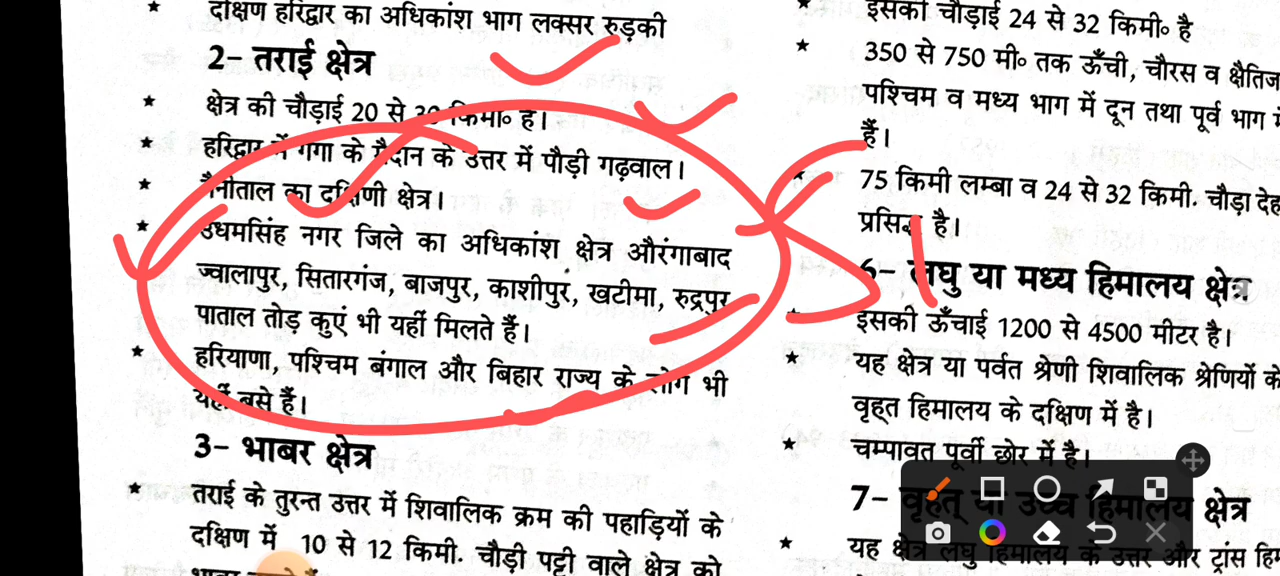 दक्षिण हरिद्वार का अधिकांश भाग लक्सर रुड़की
2- तराई क्षेत्र
क्षेत्र की चौड़ाई 20 से 30 किमी॰ है।
हरिद्वार में गंगा के मैदान के उत्तर में पौड़ी गढ़वाल।
नैनीताल का दक्षिणी क्षेत्र।
उधमसिंह नगर जिले का अधिकांश क्षेत्र औरंगाबाद
ज्वालापुर, सितारगंज, बाजपुर, काशीपुर, खटीमा, रुद्रपुर
पाताल तोड़ कुएं भी यहीं मिलते हैं।
हरियाणा, पश्चिम बंगाल और बिहार राज्य के लोग भी
यहीं बसे हैं।
3- भाबर क्षेत्र
तराई के तुरन्त उत्तर में शिवालिक क्रम की पहाड़ियों के
दक्षिण में 10 से 12 किमी. चौड़ी पट्टी वाले क्षेत्र को
इसकी चौड़ाई 24 से 32 किमी॰ है
350 से 750 मी॰ तक ऊँची, चौरस व
पश्चिम व मध्य भाग में दून तथा पूर्व भाग
हैं।
75 किमी लम्बा व 24 से 32 किमी. चौड़ा
प्रसिद्ध है।
6- लघु या मध्य हिमालय क्षेत्र
इसकी ऊँचाई 1200 से 4500 मीटर है।
यह क्षेत्र या पर्वत श्रेणी शिवालिक श्रेणियों के
वृहत हिमालय के दक्षिण में है।
चम्पावत पूर्वी छोर में है।
7- वृहत् या उच्च हिमालय क्षेत्र
यह क्षेत्र लघु हिमालय के उत्तर और ट्रांस